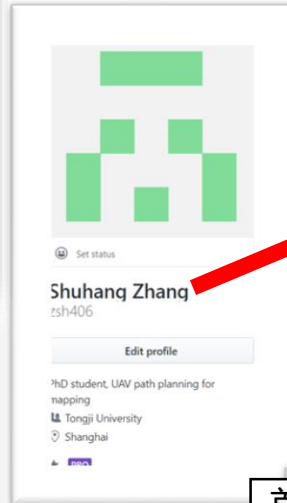 Set status
Shuhang Zhang
zsh406
Edit profile
PhD student, UAV path planning for
mapping
Tongji University
Shanghai
PRO